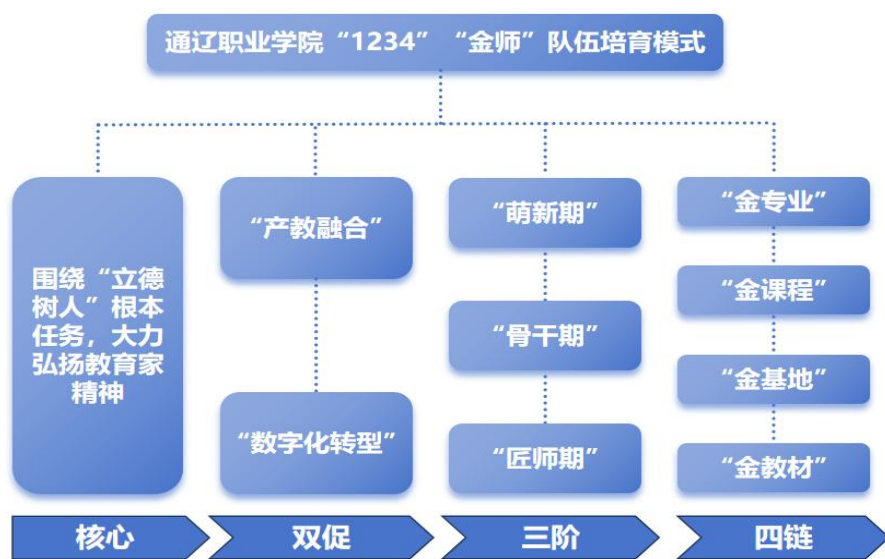 通辽职业学院“1234”“金师”队伍培育模式
围绕“立德
树人”根本
任务，大力
弘扬教育家
精神
“产教融合”
“数字化转型”
“萌新期”
“骨干期”
“匠师期”
“金专业”
“金课程”
“金基地”
“金教材”
核心
双促
三阶
四链